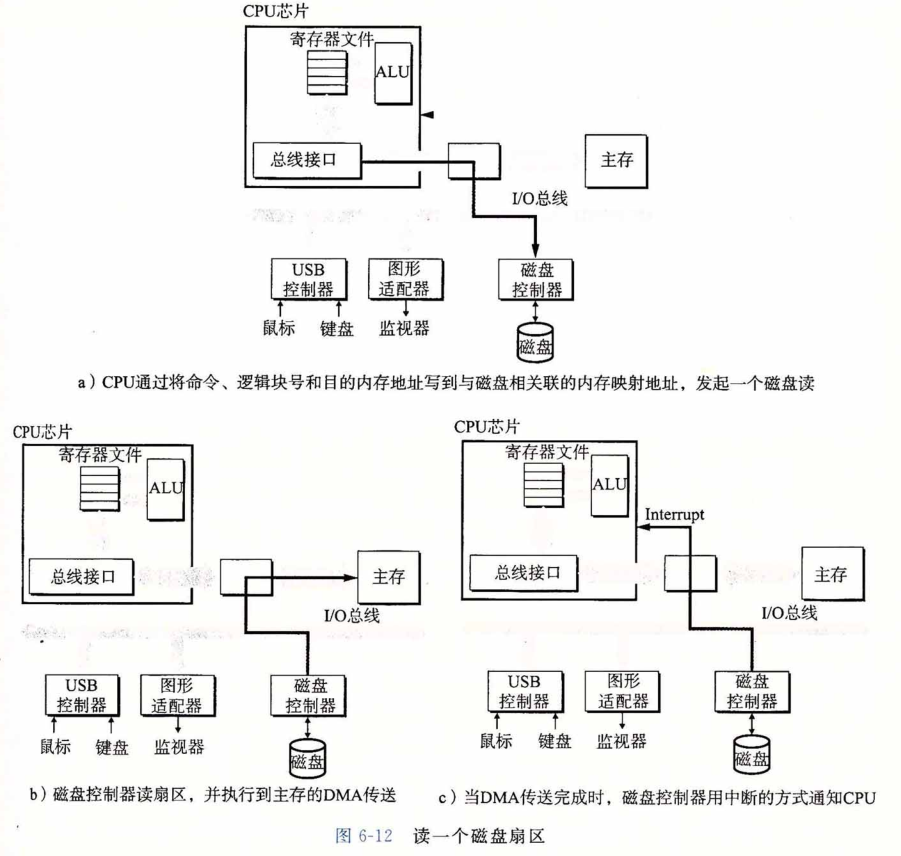 CPU芯片
寄存器文件
ALU
总线接口
主存
I/O总线
USB
控制器
图形
适配器
磁盘
控制器
鼠标
键盘
监视器
磁盘
a）CPU通过将命令、逻辑块号和目的内存地址写到与磁盘相关联的内存映射地址，发起一个磁盘读
CPU芯片
寄存器文件
ALU
总线接口
主存
I/O总线
USB
控制器
图形
适配器
磁盘
控制器
鼠标
键盘
监视器
磁盘
b）磁盘控制器读扇区，并执行到主存的DMA传送
CPU芯片
寄存器文件
ALU
Interrupt
总线接口
主存
I/O总线
USB
控制器
图形
适配器
磁盘
控制器
鼠标
键盘
监视器
磁盘
c）当DMA传送完成时，磁盘控制器用中断的方式通知CPU
图 6-12 读一个磁盘扇区